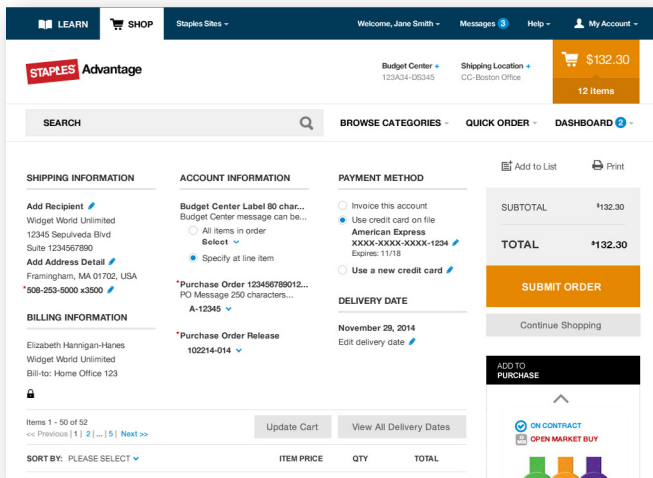 LEARN
SHOP
Staples Sites
Welcome, Jane Smith
Messages 3
Help
My Account
STAPLES Advantage
Budget Center +
123A34-DS345
Shipping Location +
CC-Boston Office
$132.30
12 items
SEARCH
BROWSE CATEGORIES
QUICK ORDER
DASHBOARD 2
Add to List
Print
SHIPPING INFORMATION
Add Recipient
Widget World Unlimited
12345 Sepulveda Blvd
Suite 1234567890
Add Address Detail
Framingham, MA 01702, USA
*508-253-5000 x3500
BILLING INFORMATION
Elizabeth Hannigan-Hanes
Widget World Unlimited
Bill-to: Home Office 123
ACCOUNT INFORMATION
Budget Center Label 80 char...
Budget Center message can be...
All items in order
Select
Specify at line item
*Purchase Order 123456789012...
PO Message 250 characters...
A-12345
*Purchase Order Release
102214-014
PAYMENT METHOD
Invoice this account
Use credit card on file
American Express
XXXX-XXXX-XXXX-1234
Expires: 11/18
Use a new credit card
DELIVERY DATE
November 29, 2014
Edit delivery date
SUBTOTAL $132.30
TOTAL $132.30
SUBMIT ORDER
Continue Shopping
ADD TO
PURCHASE
ON CONTRACT
OPEN MARKET BUY
Items 1 - 50 of 52
<< Previous | 1 | 2 | ... | 5 | Next >>
Update Cart
View All Delivery Dates
SORT BY: PLEASE SELECT
ITEM PRICE
QTY
TOTAL